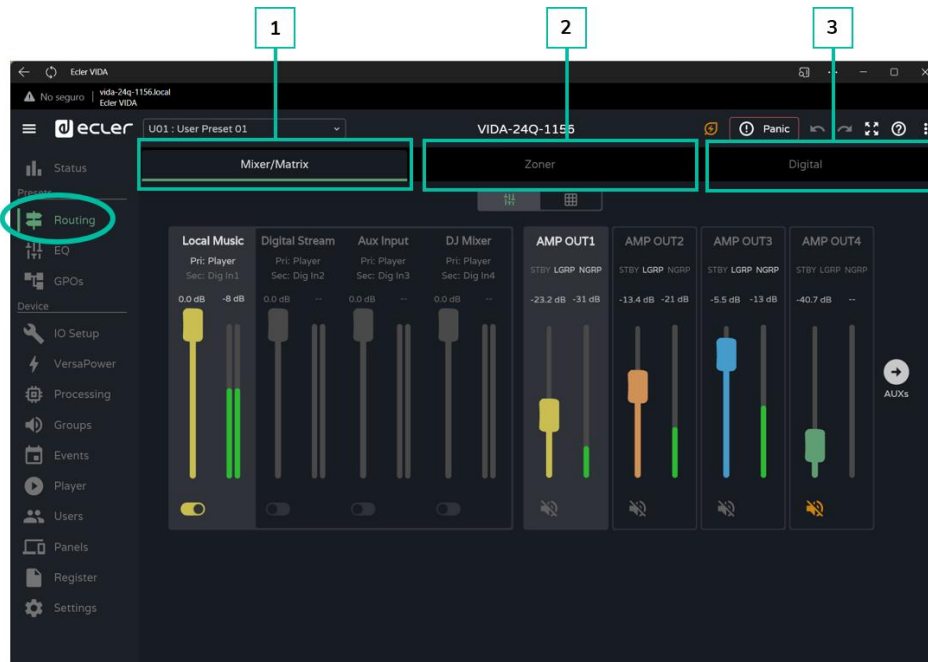 1
2
3
Ecler VIDA
No seguro
vida-24q-1156.local
Ecler VIDA
ecler
U01 : User Preset 01
VIDA-24Q-1156
Panic
Status
Presets
Routing
EQ
GPOs
Device
IO Setup
VersaPower
Processing
Groups
Events
Player
Users
Panels
Register
Settings
Mixer/Matrix
Zoner
Digital
Local Music
Digital Stream
Aux Input
DJ Mixer
AMP OUT1
AMP OUT2
AMP OUT3
AMP OUT4
Pri: Player
Pri: Player
Pri: Player
Pri: Player
Sec: Dig In1
Sec: Dig In2
Sec: Dig In3
Sec: Dig In4
STBY LGRP NGRP
STBY LGRP NGRP
STBY LGRP NGRP
STBY LGRP NGRP
0.0 dB -8 dB
0.0 dB --
0.0 dB --
0.0 dB --
-23.2 dB -31 dB
-13.4 dB -21 dB
-5.5 dB -13 dB
-40.7 dB --
AUXs